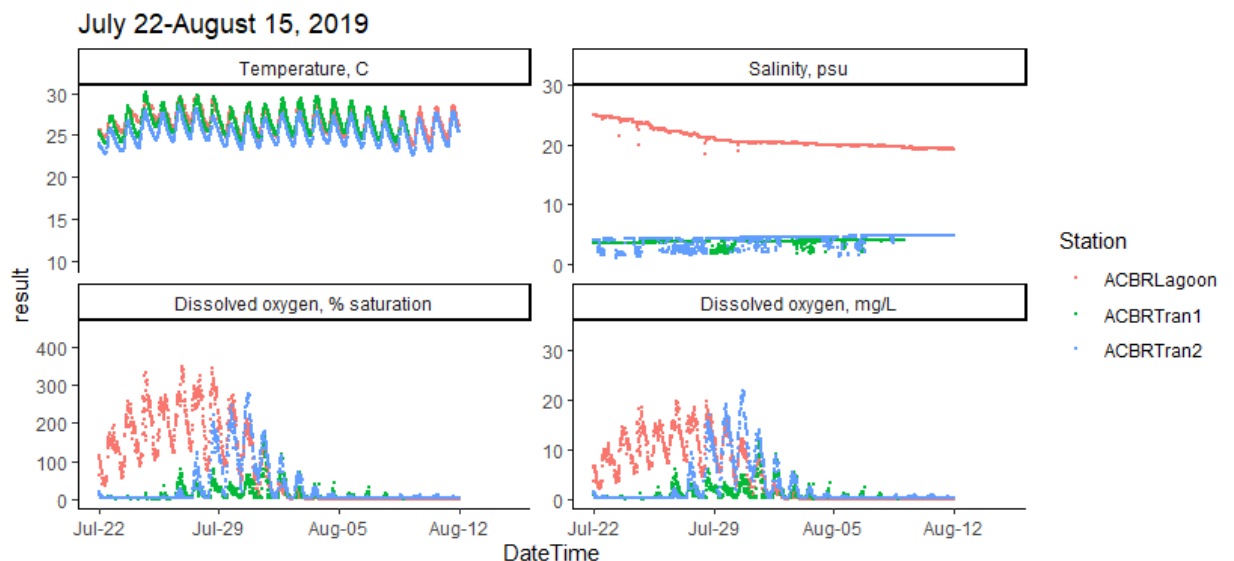 July 22-August 15, 2019
Temperature, C
Salinity, psu
30
25
20
15
10
30
20
10
0
Dissolved oxygen, % saturation
Dissolved oxygen, mg/L
400
300
200
100
0
30
20
10
0
Jul-22
Jul-29
Aug-05
Aug-12
Jul-22
Jul-29
Aug-05
Aug-12
result
DateTime
Station
ACBRLagoon
ACBRTran1
ACBRTran2